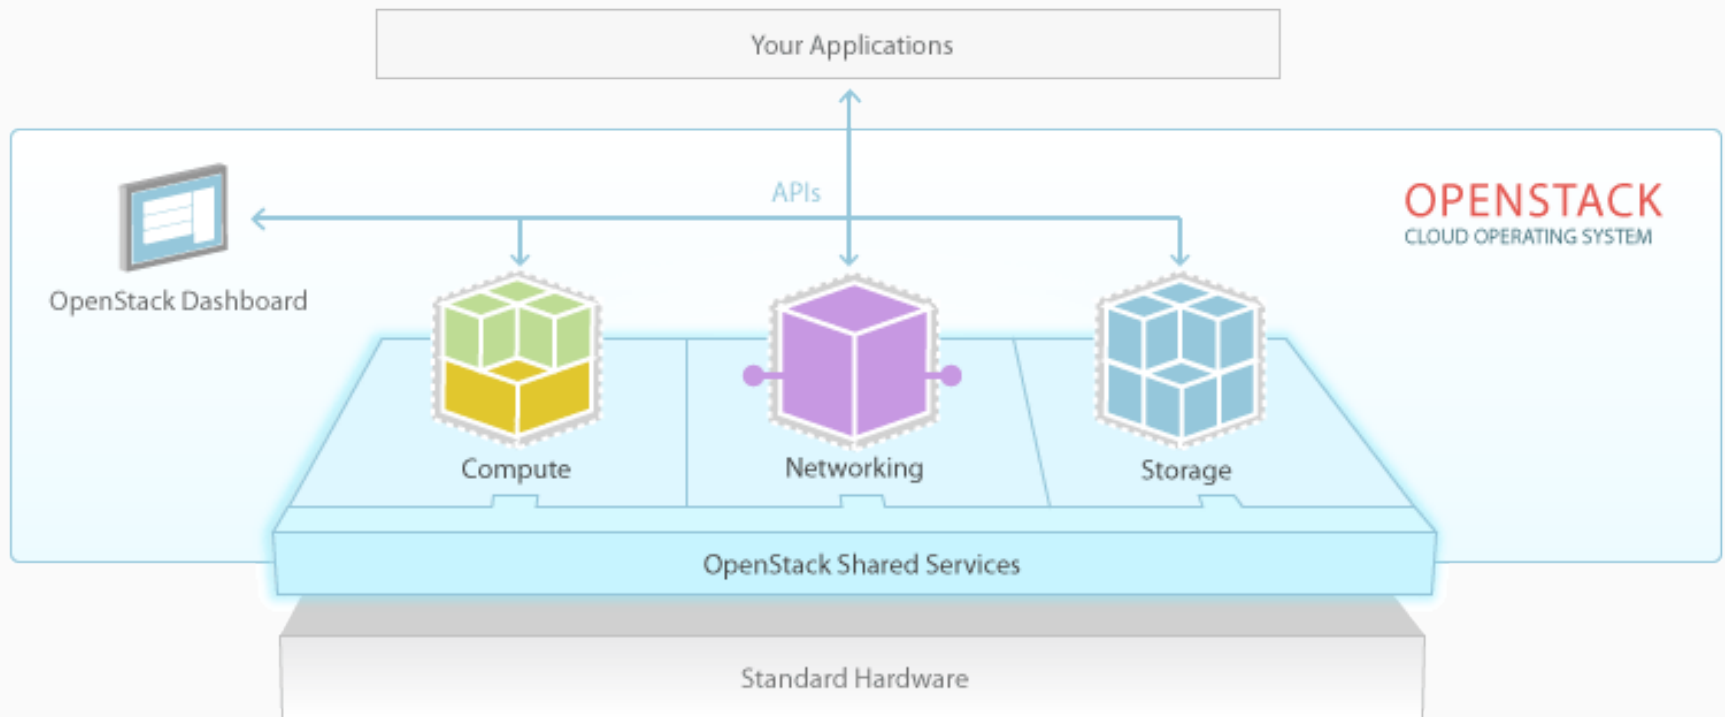 Your Applications
APIs
OPENSTACK
CLOUD OPERATING SYSTEM
OpenStack Dashboard
Compute
Networking
Storage
OpenStack Shared Services
Standard Hardware